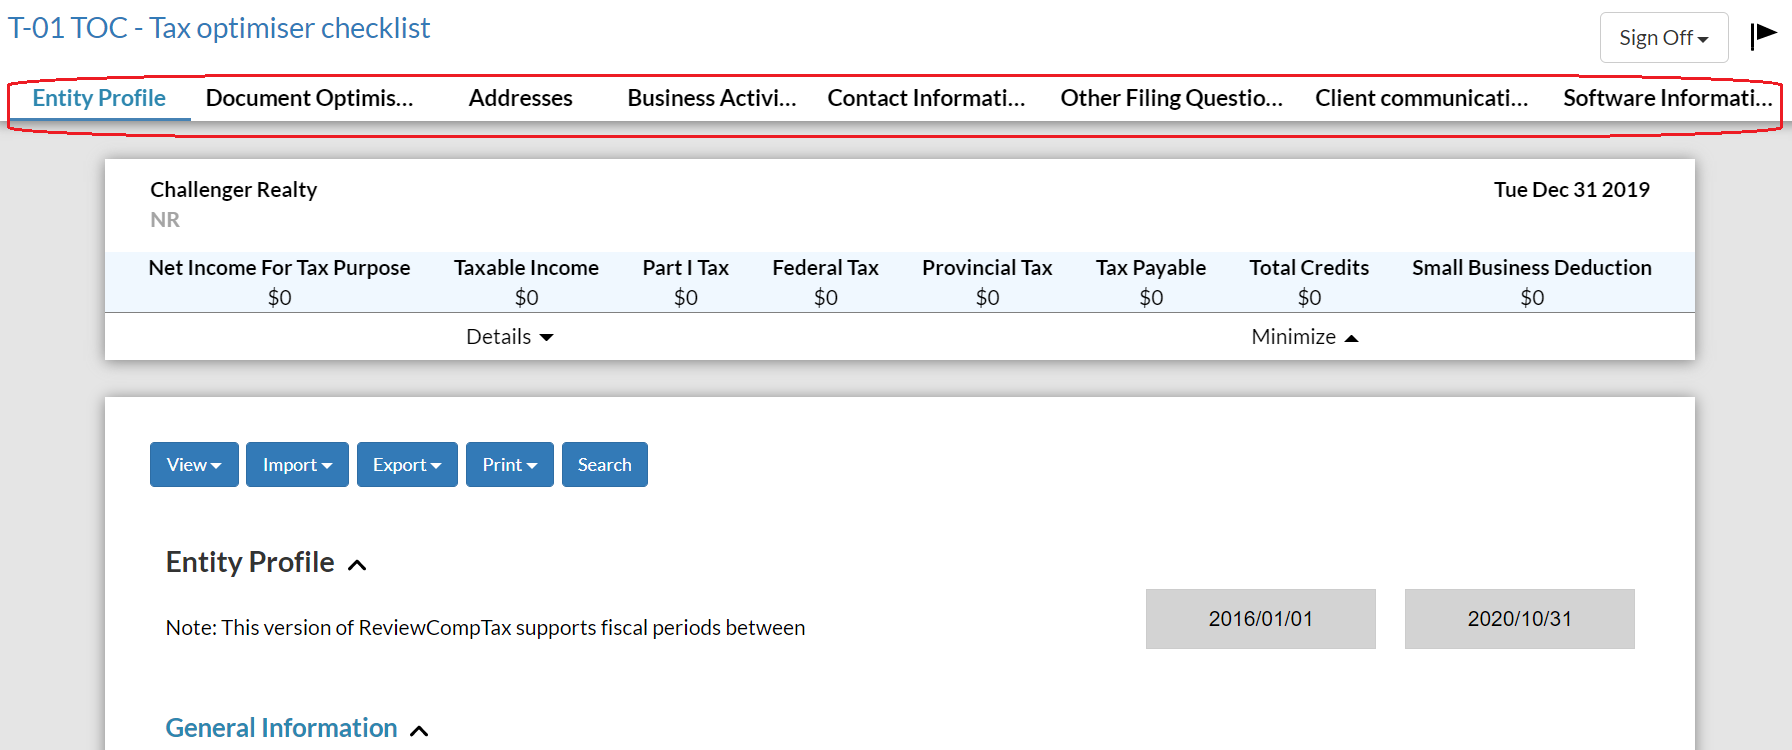 T-01 TOC - Tax optimiser checklist
Sign Off
Entity Profile Document Optimis... Addresses Business Activi... Contact Informati... Other Filing Questio... Client communicati... Software Informati...
Challenger Realty Tue Dec 31 2019
NR
Net Income For Tax Purpose Taxable Income Part I Tax Federal Tax Provincial Tax Tax Payable Total Credits Small Business Deduction
$0 $0 $0 $0 $0 $0 $0 $0
Details Minimize
View Import Export Print Search
Entity Profile
Note: This version of ReviewCompTax supports fiscal periods between 2016/01/01 2020/10/31
General Information